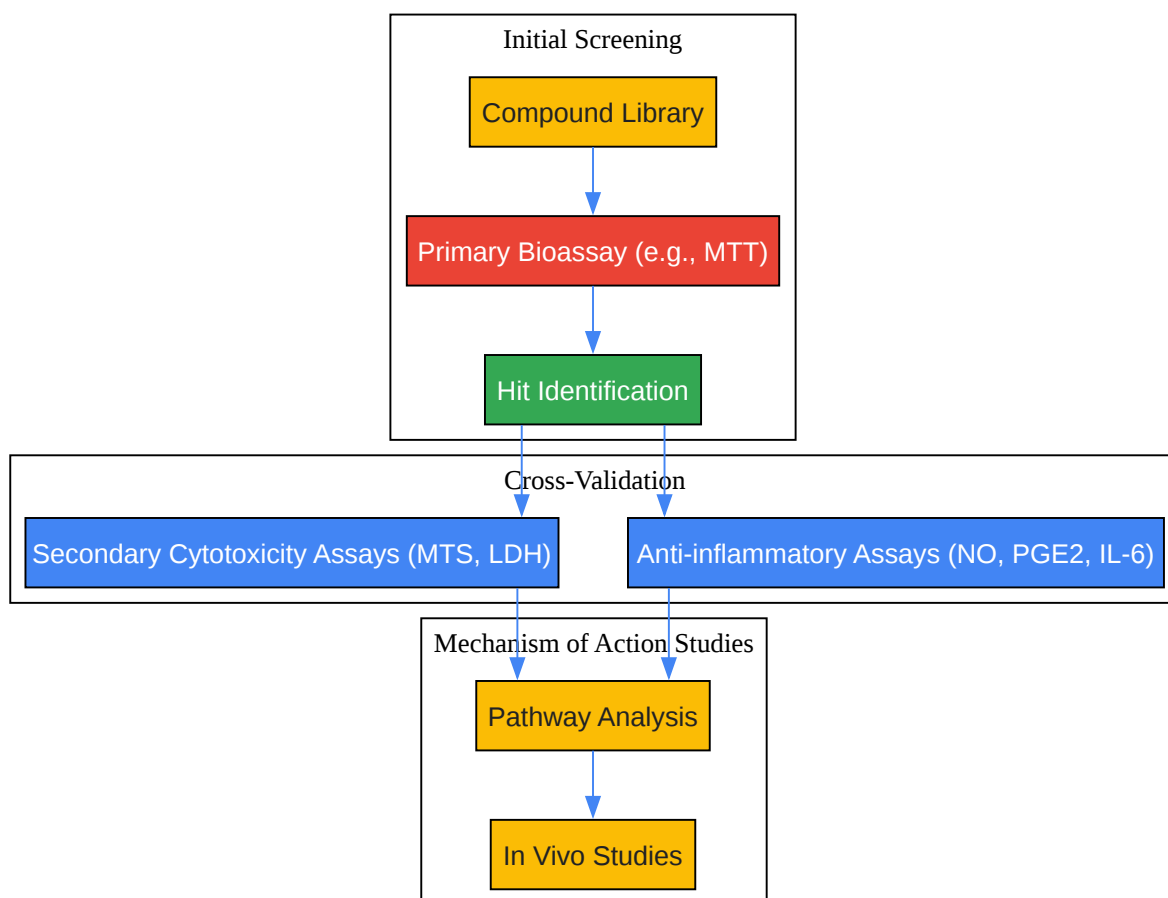 Initial Screening
Compound Library
Primary Bioassay (e.g., MTT)
Hit Identification
Cross-Validation
Secondary Cytotoxicity Assays (MTS, LDH)
Anti-inflammatory Assays (NO, PGE2, IL-6)
Mechanism of Action Studies
Pathway Analysis
In Vivo Studies